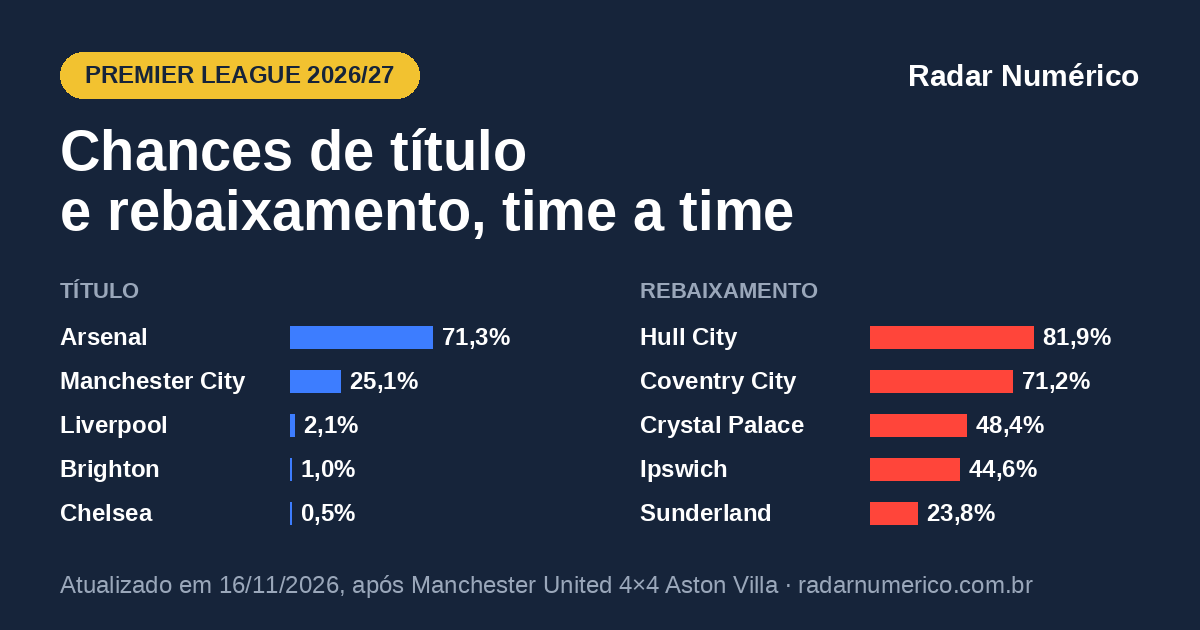 PREMIER LEAGUE 2026/27
Radar Numérico
Chances de título
e rebaixamento, time a time
TÍTULO
Arsenal 71,3%
Manchester City 25,1%
Liverpool 2,1%
Brighton 1,0%
Chelsea 0,5%
REBAIXAMENTO
Hull City 81,9%
Coventry City 71,2%
Crystal Palace 48,4%
Ipswich 44,6%
Sunderland 23,8%
Atualizado em 16/11/2026, após Manchester United 4×4 Aston Villa · radarnumerico.com.br